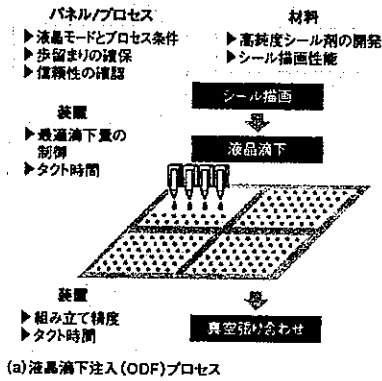 パネル/プロセス
▶液晶モードとプロセス条件
▶歩留まりの確保
▶信頼性の確認
材料
▶高純度シール剤の開発
▶シール描画性能
シール描画
装置
▶最適滴下量の
制御
▶タクト時間
液晶滴下
装置
▶組み立て精度
▶タクト時間
真空張り合わせ
(a)液晶滴下注入(ODF)プロセス